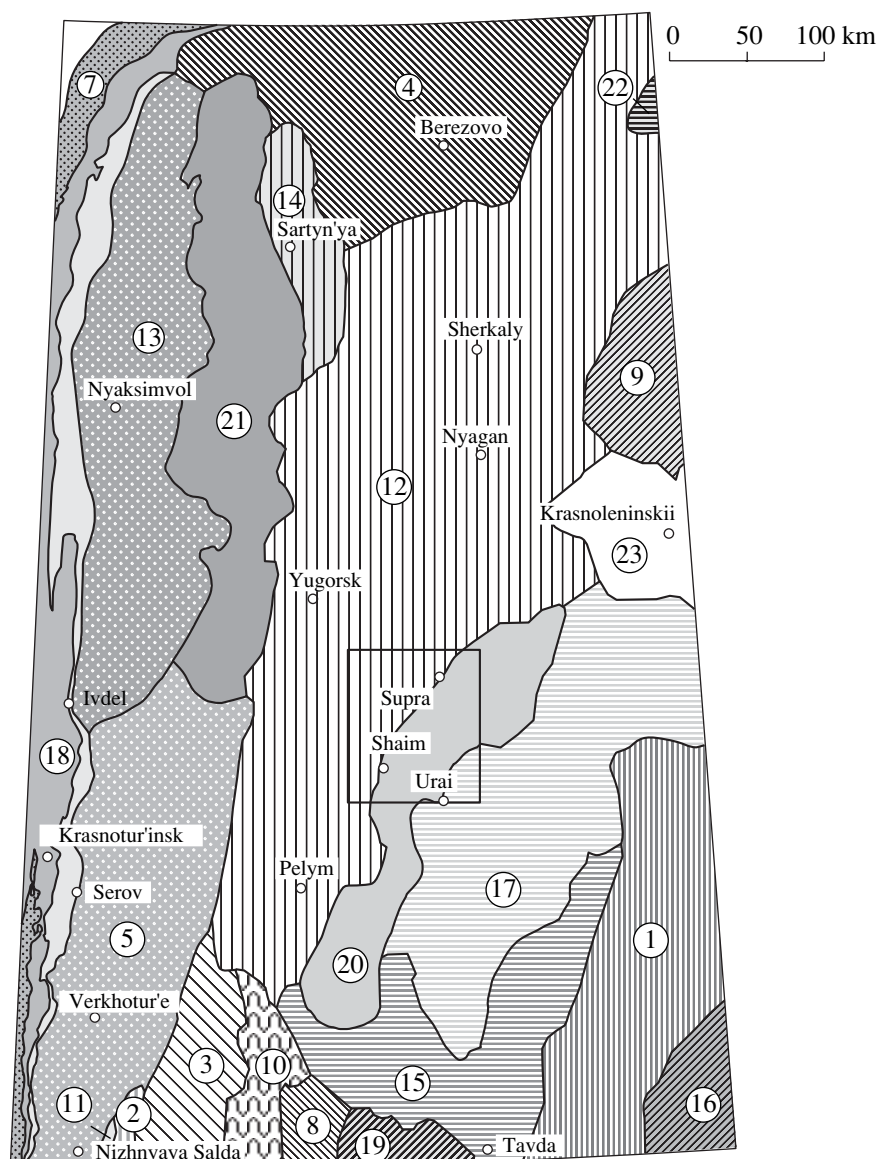 0 50 100 km
7
4
22
Berezovo
14
Sartyn'ya
13
Sherkaly
9
Nyaksimvol
21
Nyagan
12
Krasnoleninskii
23
Yugorsk
Supra
Ivdel
18
Shaim
Urai
Krasnotur'insk
Pelym
Serov
17
5
1
20
Verkhotur'e
3
10
15
11
2
8
16
19
Nizhnyaya Salda
Tavda